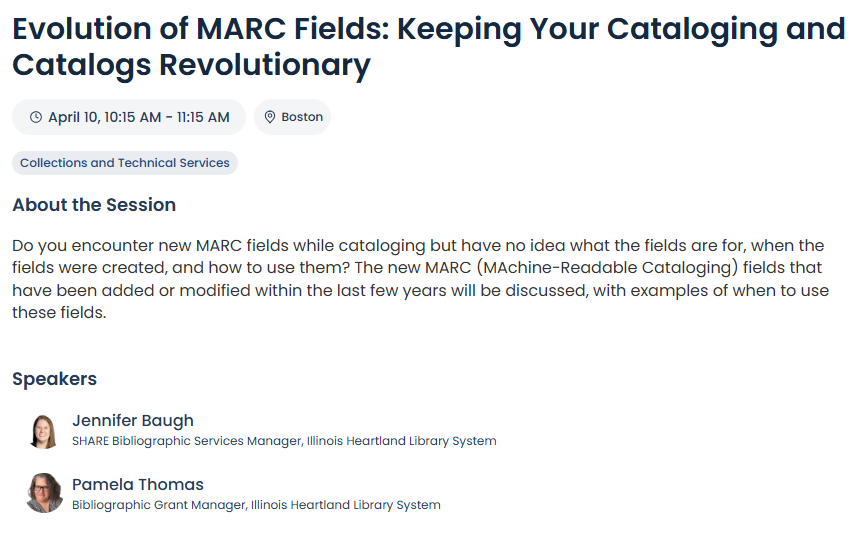 Evolution of MARC Fields: Keeping Your Cataloging and
Catalogs Revolutionary
April 10, 10:15 AM - 11:15 AM
Boston
Collections and Technical Services
About the Session
Do you encounter new MARC fields while cataloging but have no idea what the fields are for, when the
fields were created, and how to use them? The new MARC (MAchine-Readable Cataloging) fields that
have been added or modified within the last few years will be discussed, with examples of when to use
these fields.
Speakers
Jennifer Baugh
SHARE Bibliographic Services Manager, Illinois Heartland Library System
Pamela Thomas
Bibliographic Grant Manager, Illinois Heartland Library System